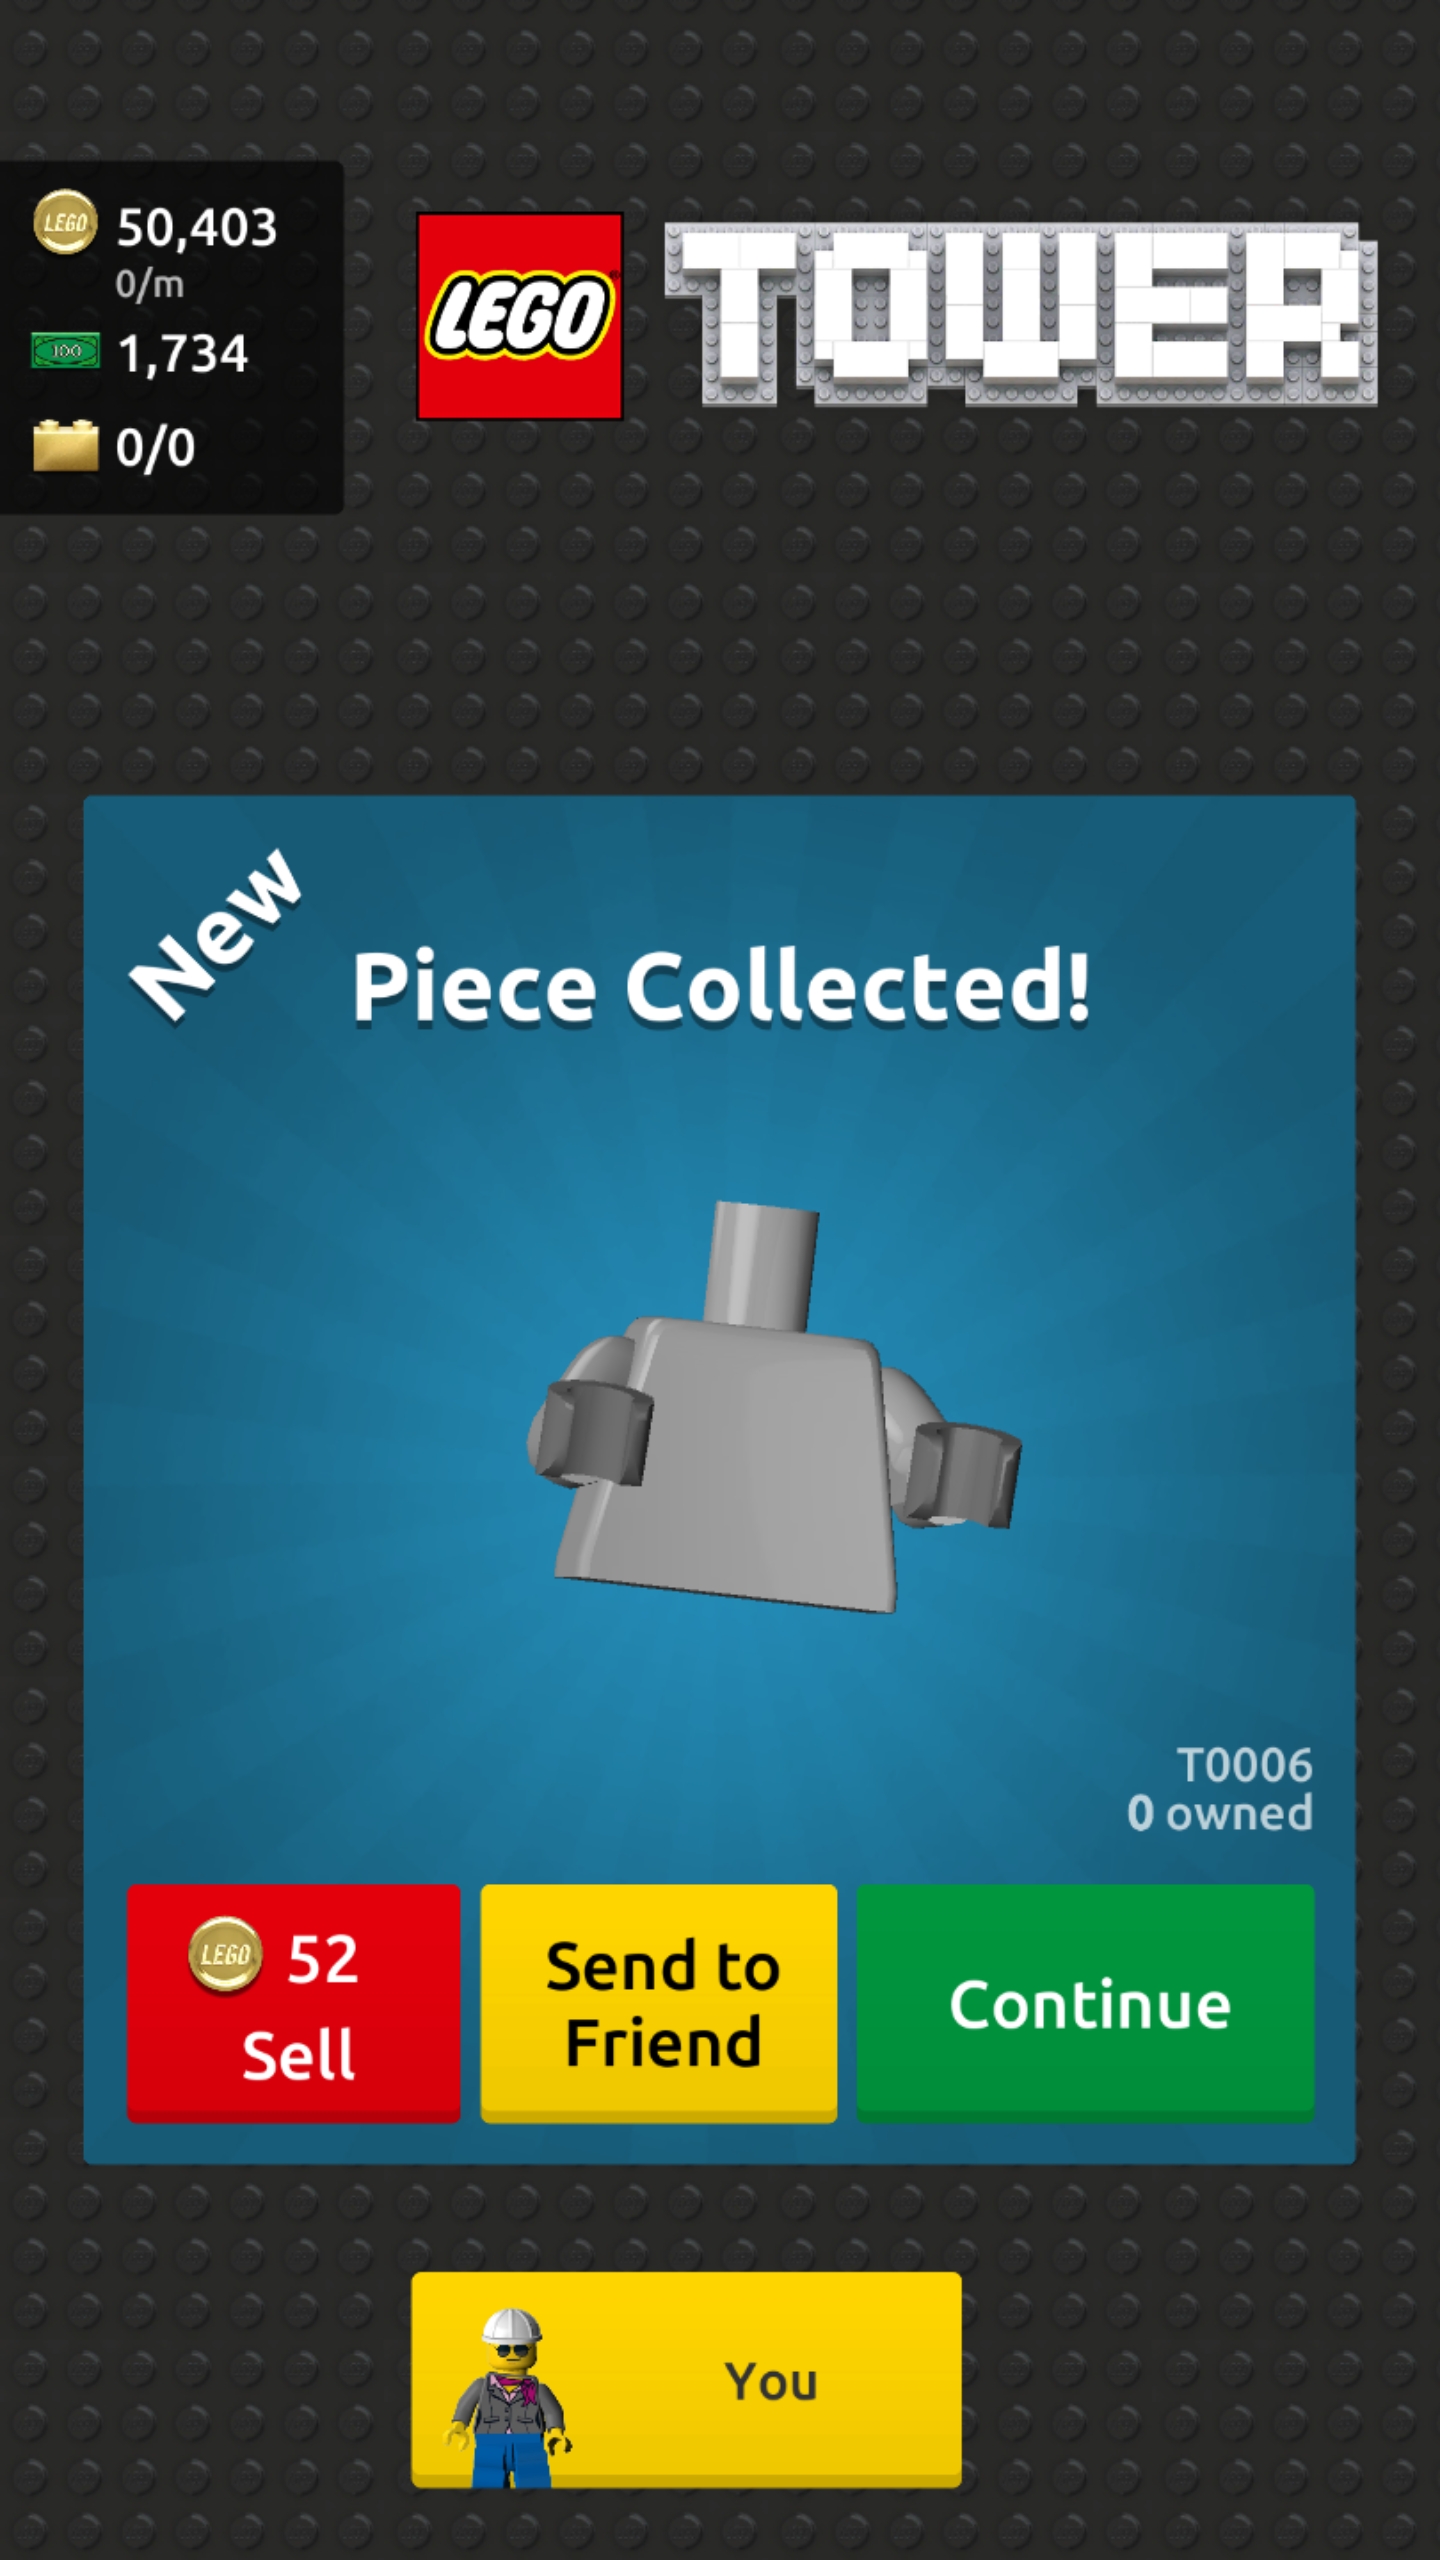 LEGO
50,403
0/m
100
1,734
0/0
LEGO
TOWER
New
Piece Collected!
T0006
0 owned
LEGO
52
Sell
Send to
Friend
Continue
You